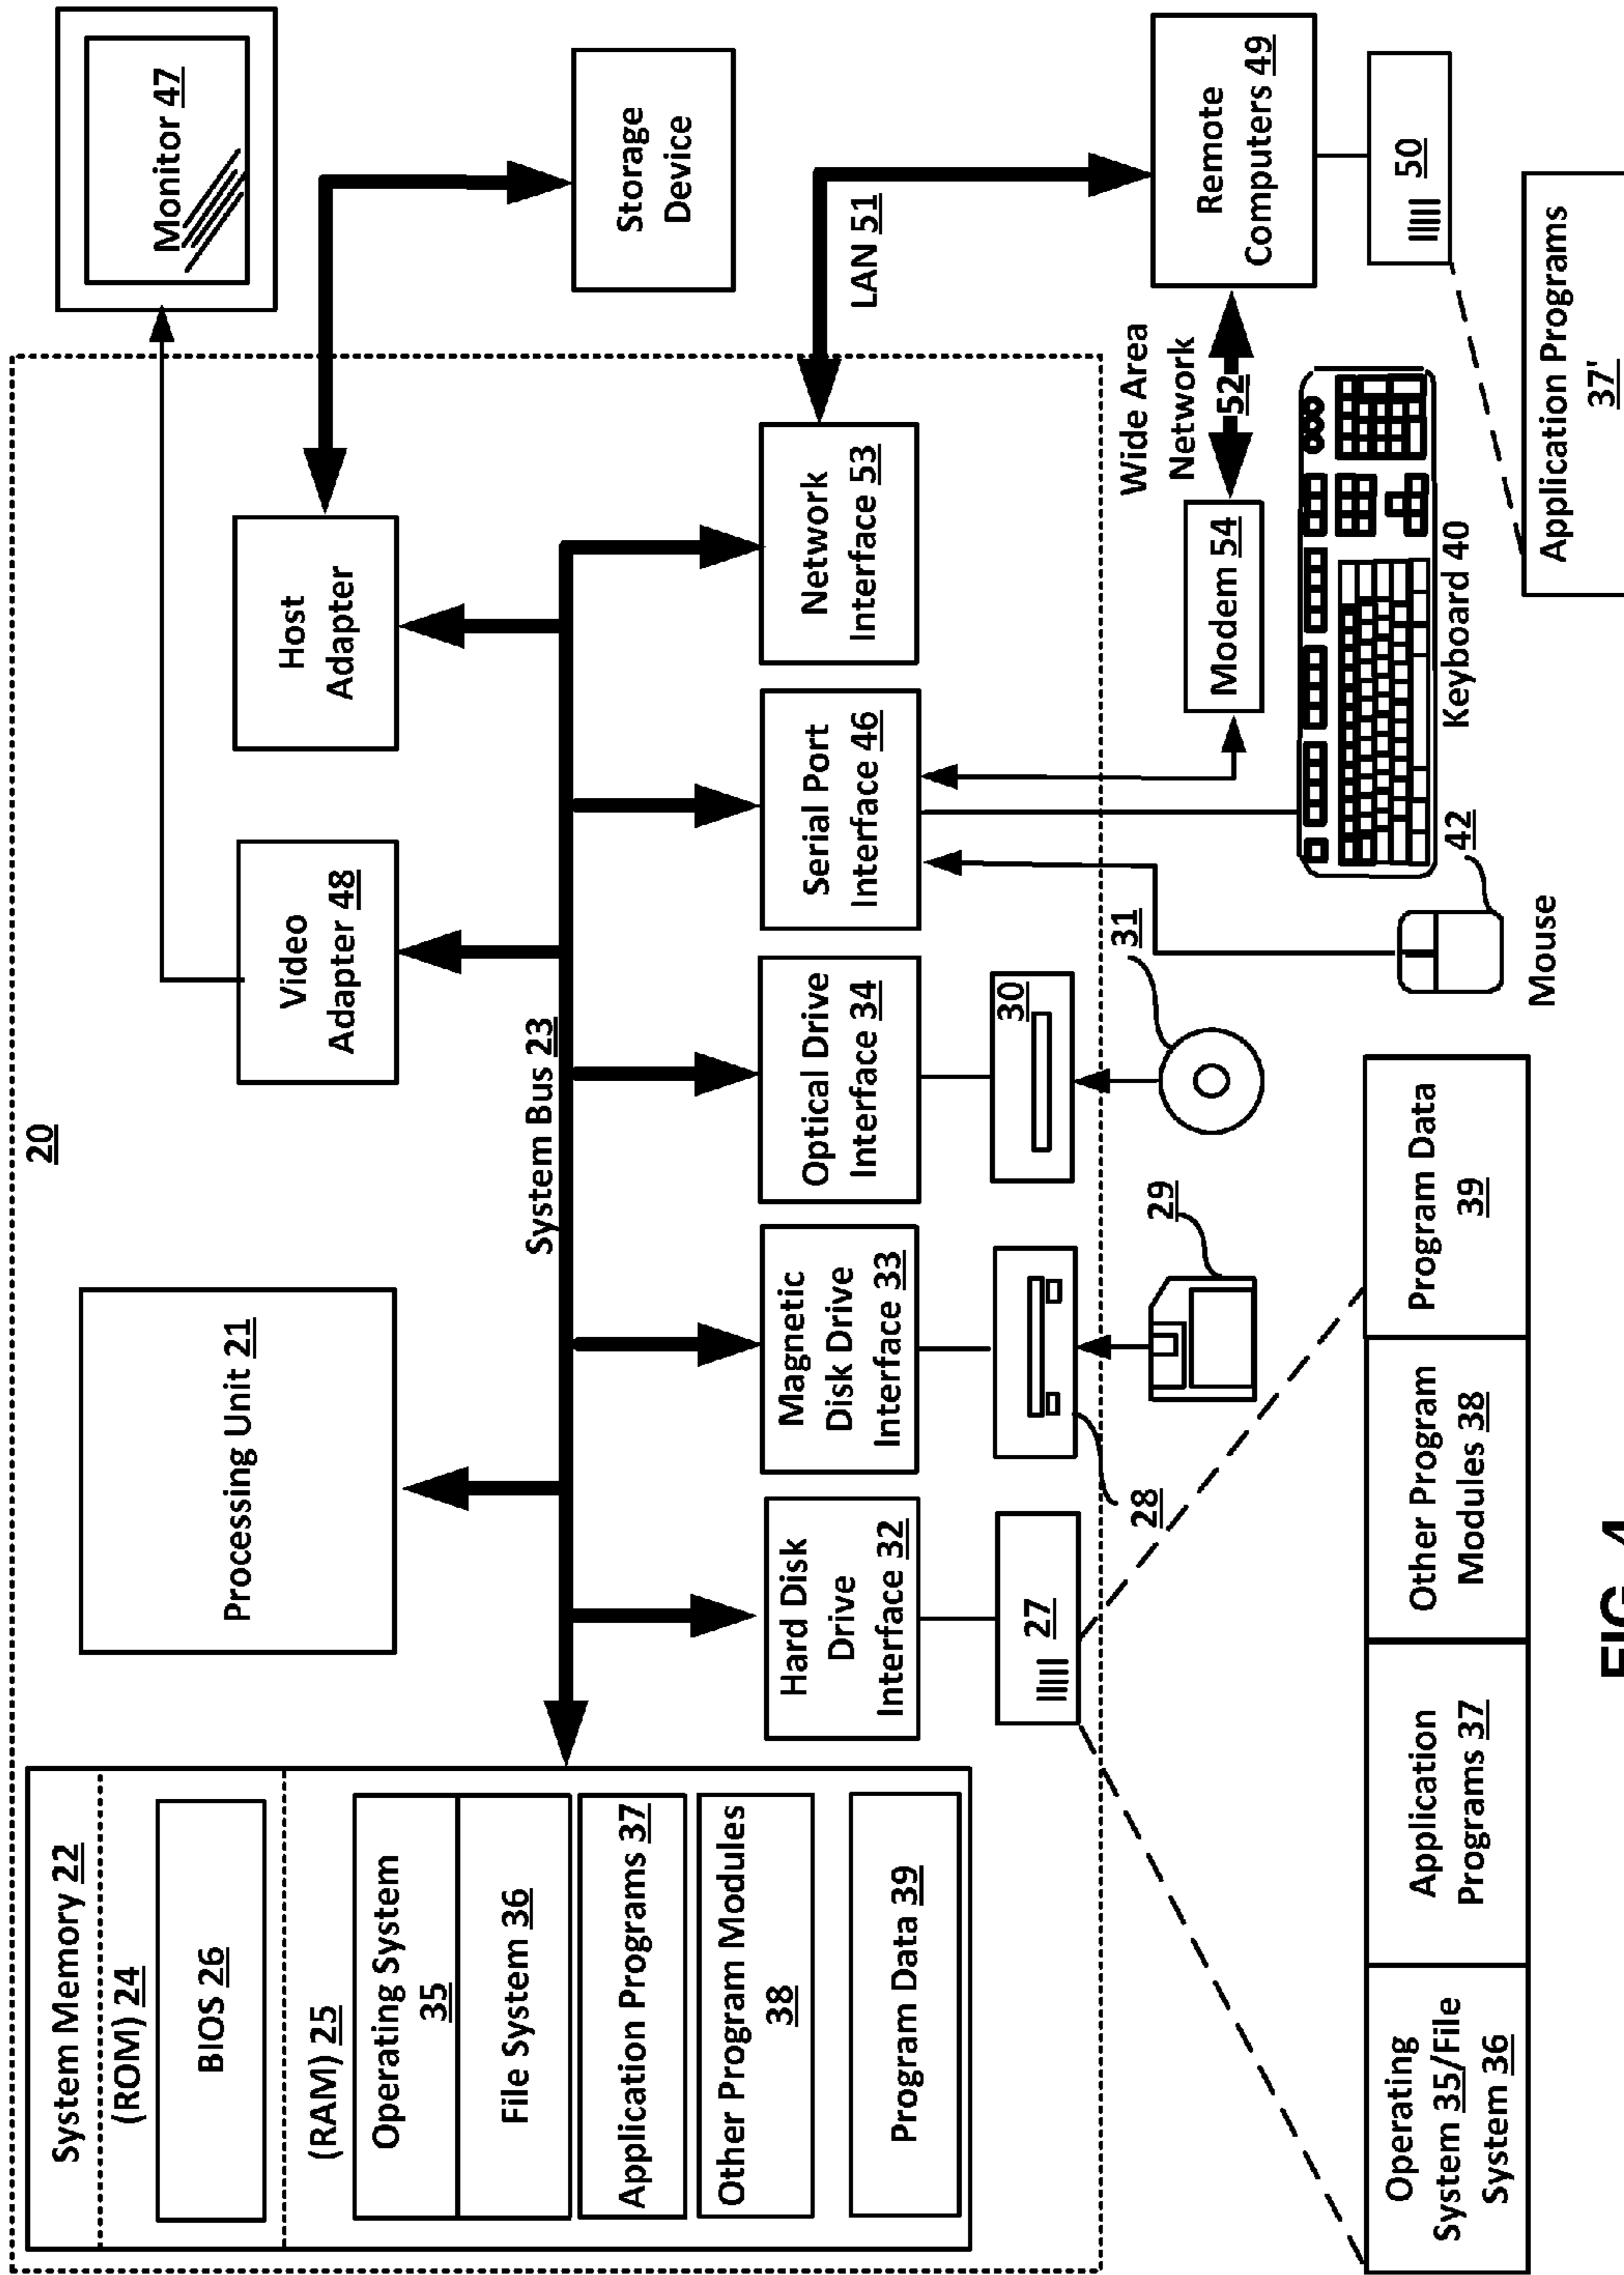 20
System Memory 22
(ROM) 24
BIOS 26
(RAM) 25
Operating System
35
File System 36
Application Programs 37
Other Program Modules
38
Program Data 39
Processing Unit 21
Video
Adapter 48
Host
Adapter
Monitor 47
Storage
Device
System Bus 23
Hard Disk
Drive
Interface 32
Magnetic
Disk Drive
Interface 33
Optical Drive
Interface 34
Serial Port
Interface 46
Network
Interface 53
LAN 51
27
28
29
30
31
Wide Area
Network
52
Modem 54
Remote
Computers 49
50
Keyboard 40
42
Mouse
Operating
System 35/File
System 36
Application
Programs 37
Other Program
Modules 38
Program Data
39
Application Programs
37'
FIG. 4